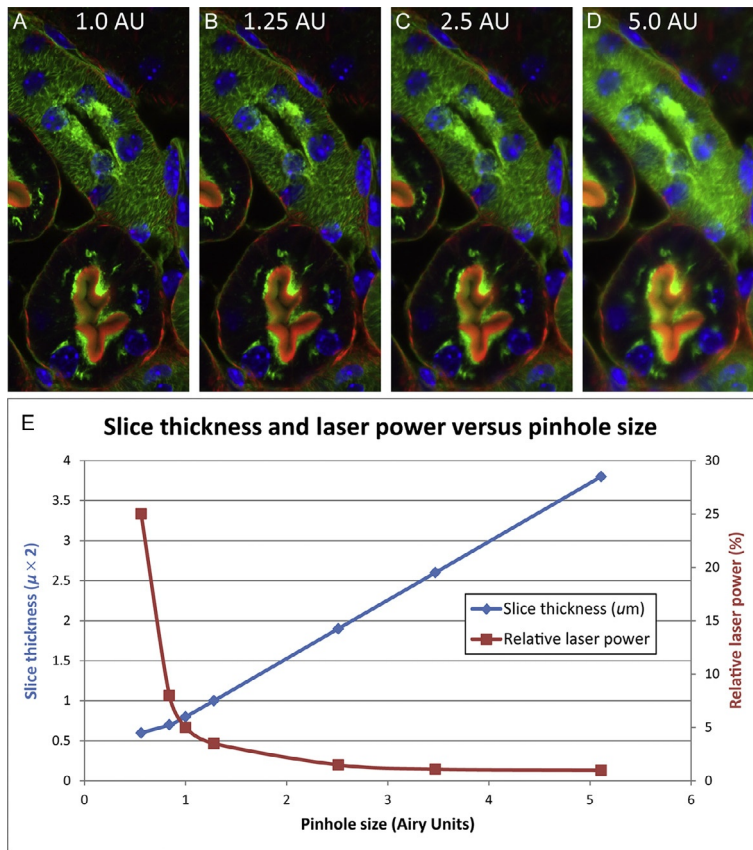 A 1.0 AU
B 1.25 AU
C 2.5 AU
D 5.0 AU
E
Slice thickness and laser power versus pinhole size
4
3.5
3
2.5
2
1.5
1
0.5
0
Slice thickness (μ × 2)
30
25
20
15
10
5
0
Relative laser power (%)
Slice thickness (um)
Relative laser power
0 1 2 3 4 5 6
Pinhole size (Airy Units)